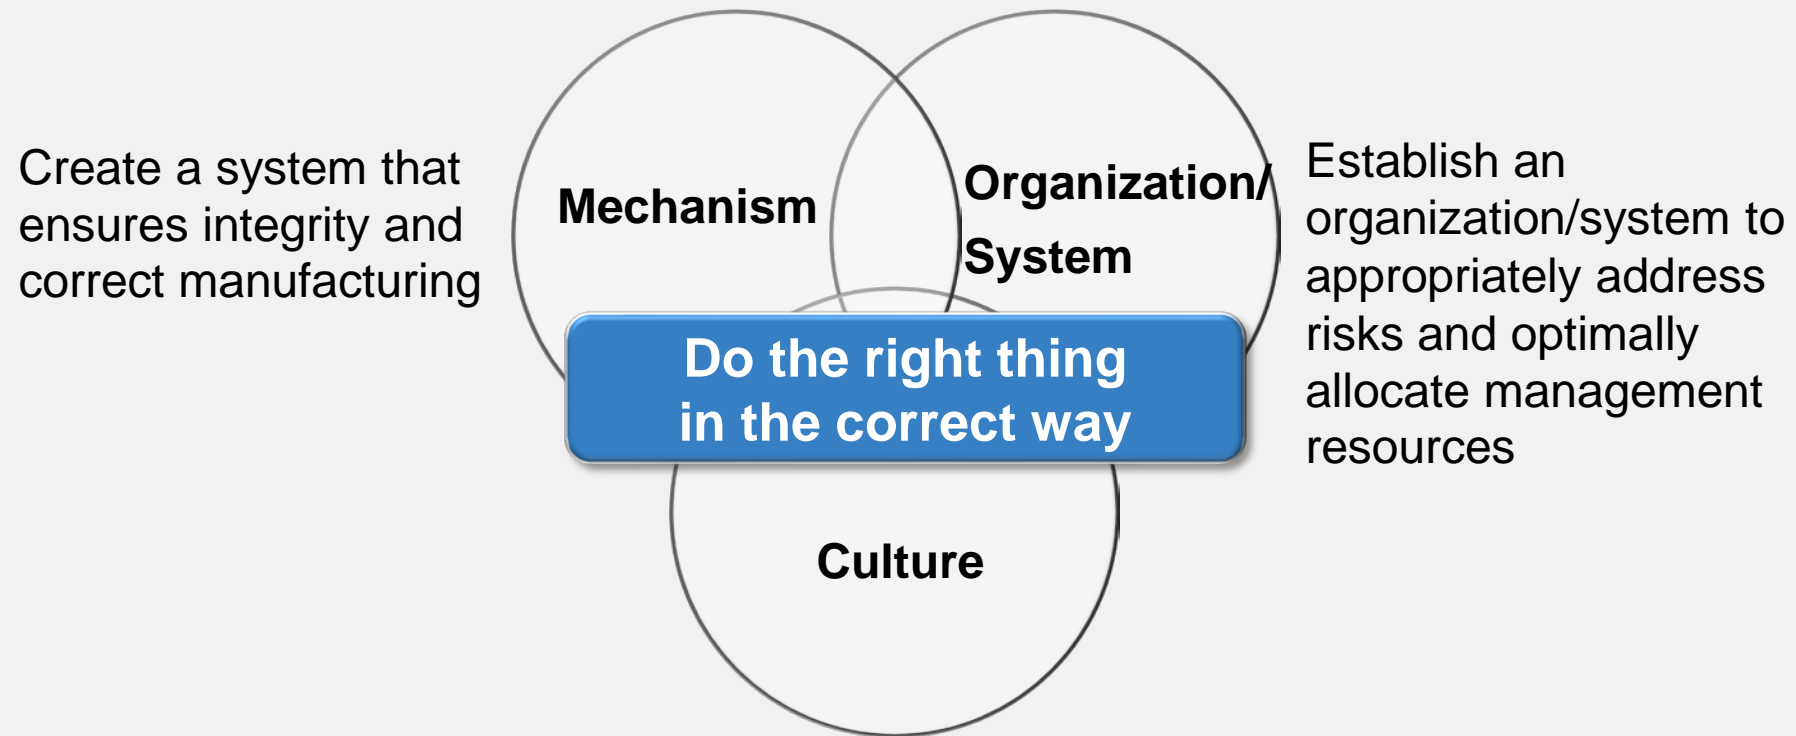 Create a system that
ensures integrity and
correct manufacturing
Mechanism
Organization/
System
Establish an
organization/system to
appropriately address
risks and optimally
allocate management
resources
Do the right thing
in the correct way
Culture